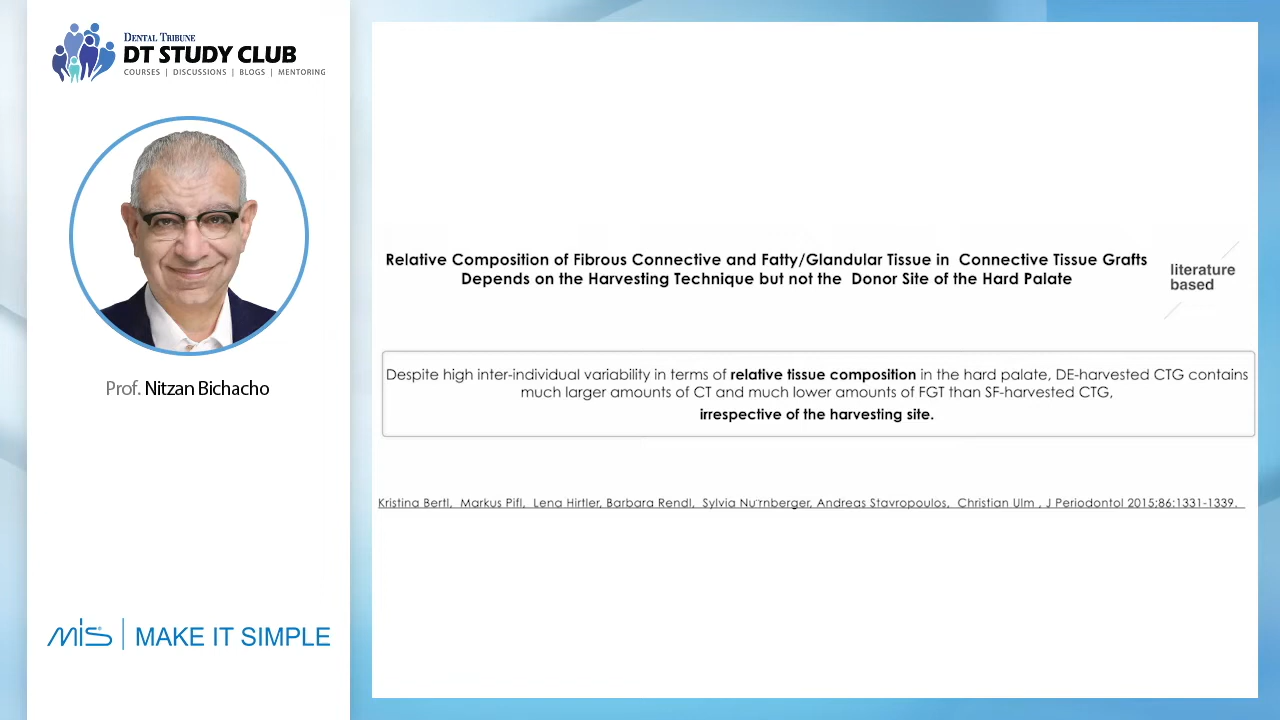 DENTAL TRIBUNE
DT STUDY CLUB
COURSES | DISCUSSIONS | BLOGS | MENTORING
Prof. Nitzan Bichacho
MIS® | MAKE IT SIMPLE
Relative Composition of Fibrous Connective and Fatty/Glandular Tissue in Connective Tissue Grafts
Depends on the Harvesting Technique but not the Donor Site of the Hard Palate
literature
based
Despite high inter-individual variability in terms of relative tissue composition in the hard palate, DE-harvested CTG contains
much larger amounts of CT and much lower amounts of FGT than SF-harvested CTG,
irrespective of the harvesting site.
Kristina Bertl, Markus Pifl, Lena Hirtler, Barbara Rendl, Sylvia Nu¨rnberger, Andreas Stavropoulos, Christian Ulm , J Periodontol 2015;86:1331-1339.